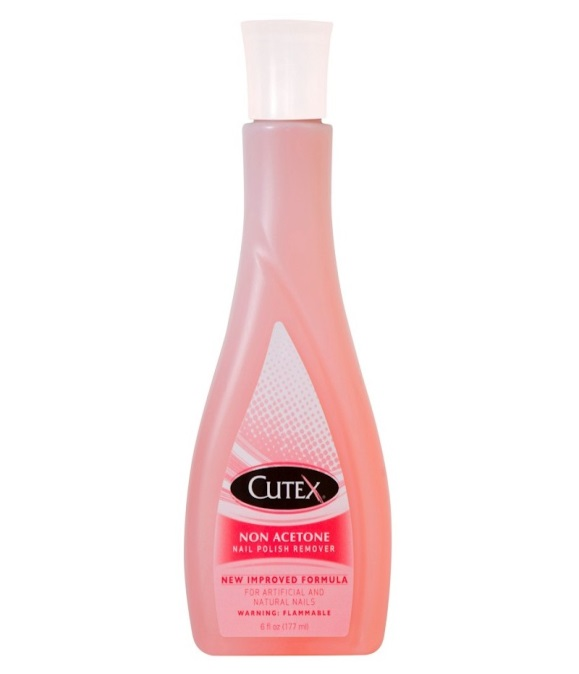 CUTEX
NON ACETONE
NAIL POLISH REMOVER
NEW IMPROVED FORMULA
FOR ARTIFICIAL AND
NATURAL NAILS
WARNING: FLAMMABLE
6 fl oz (177 ml)